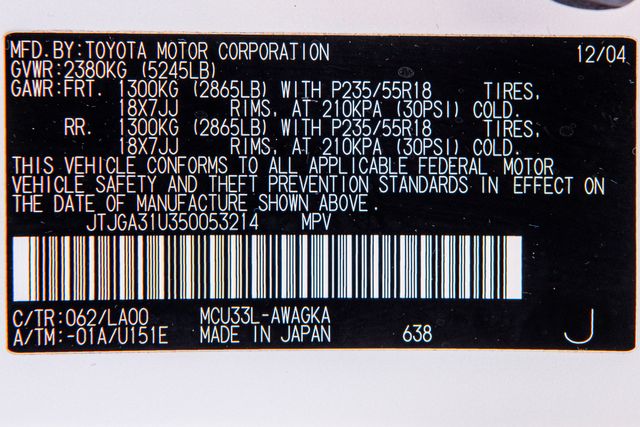 MFD.BY:TOYOTA MOTOR CORPORATION 12/04
GVWR:2380KG (5245LB)
GAWR:FRT. 1300KG (2865LB) WITH P235/55R18 TIRES,
18X7JJ RIMS, AT 210KPA (30PSI) COLD.
RR. 1300KG (2865LB) WITH P235/55R18 TIRES,
18X7JJ RIMS, AT 210KPA (30PSI) COLD.
THIS VEHICLE CONFORMS TO ALL APPLICABLE FEDERAL MOTOR
VEHICLE SAFETY AND THEFT PREVENTION STANDARDS IN EFFECT ON
THE DATE OF MANUFACTURE SHOWN ABOVE.
JTJGA31U350053214 MPV
C/TR:062/LA00 MCU33L-AWAGKA
A/TM:-01A/U151E MADE IN JAPAN 638 J